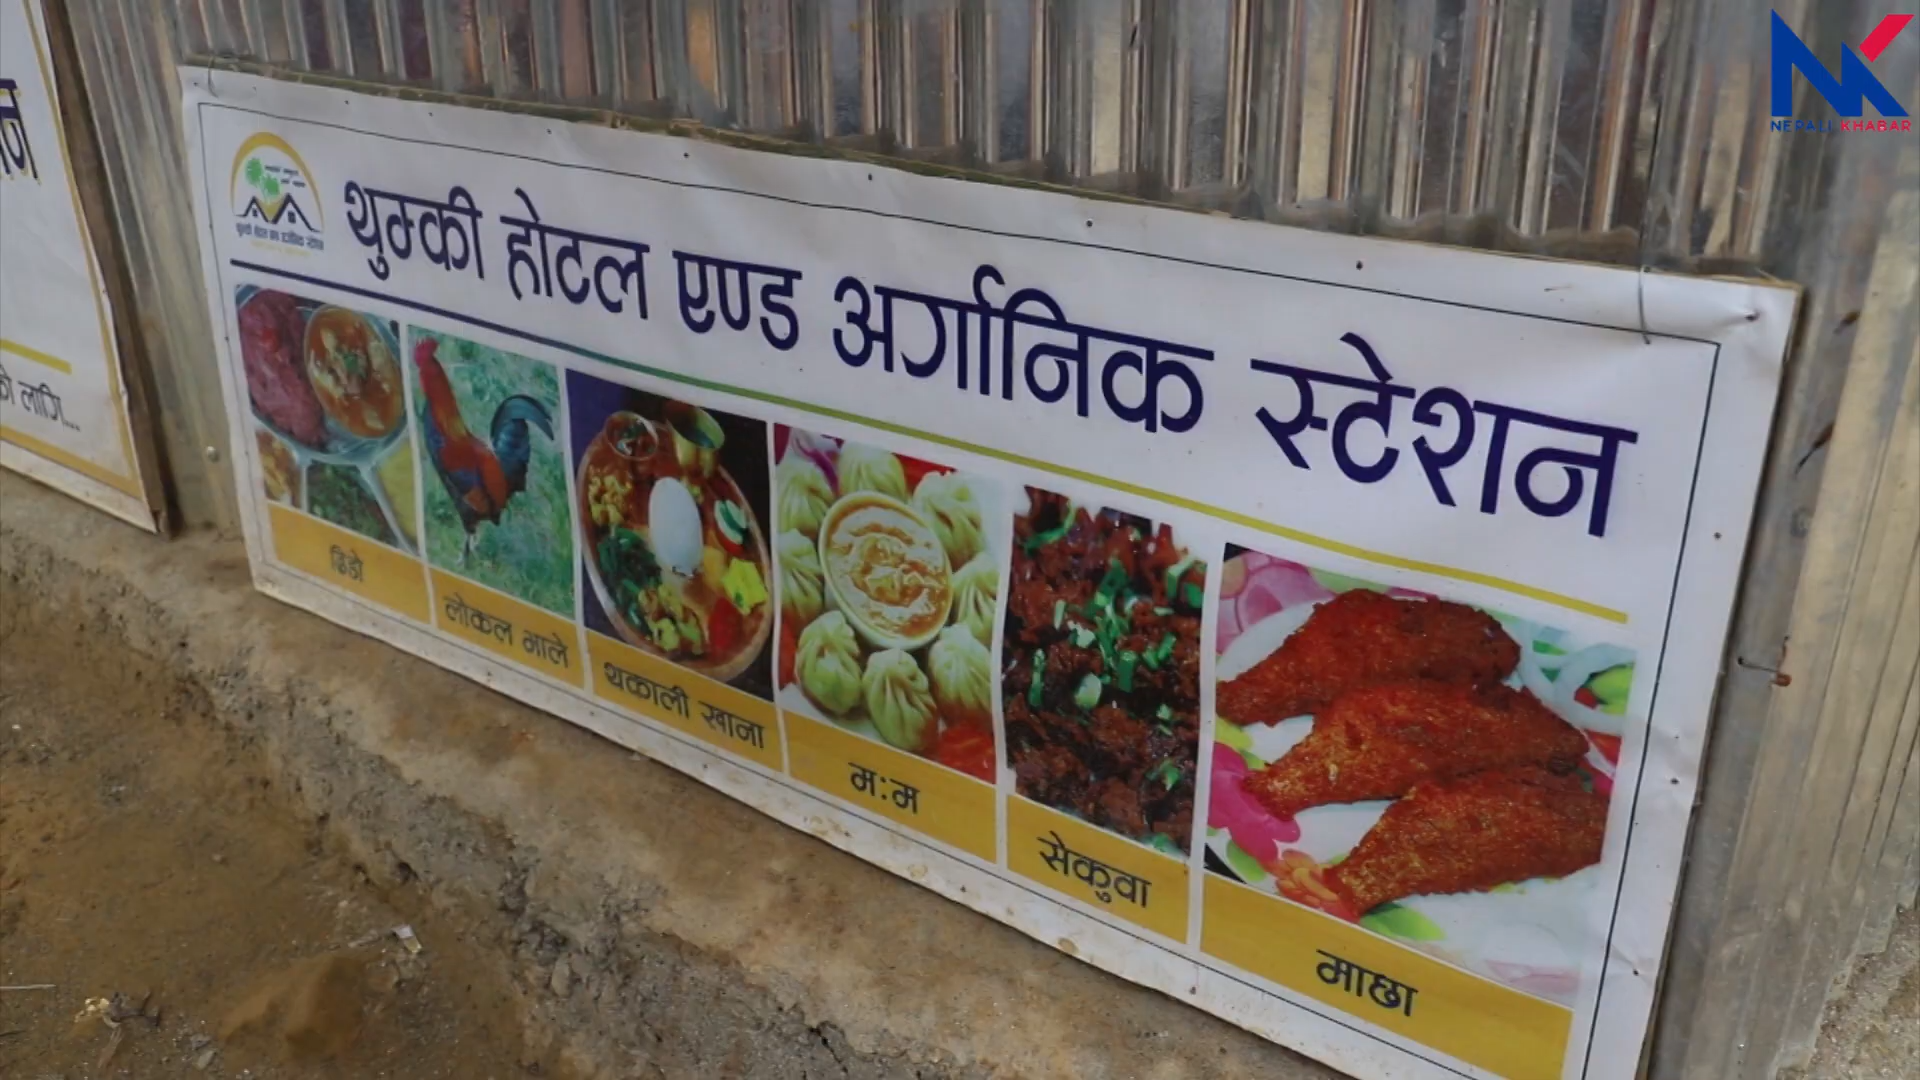 थुम्की होटल एण्ड अर्गानिक स्टेशन
ढिडो
लोकल भाले
थकाली खाना
म:म
सेकुवा
माछा
को लागि...
NEPALI KHABAR